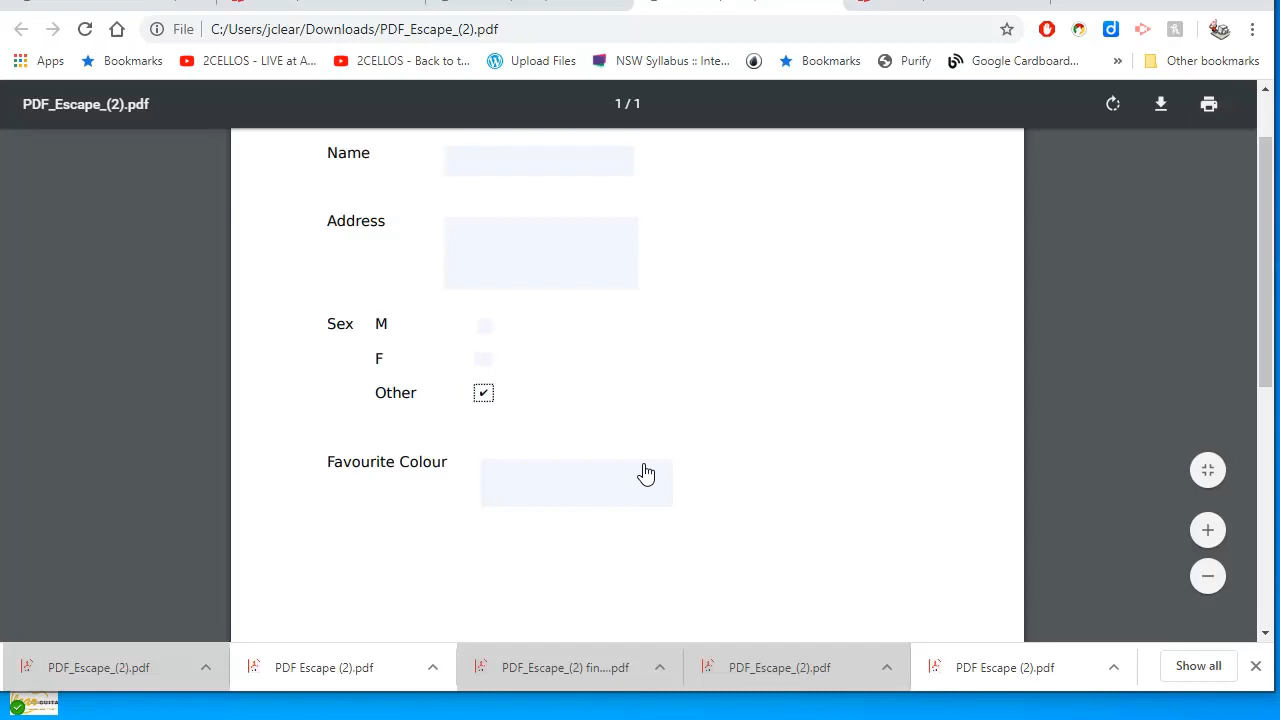 File C:/Users/jclear/Downloads/PDF_Escape_(2).pdf
Apps Bookmarks 2CELLOS - LIVE at A... 2CELLOS - Back to t... Upload Files NSW Syllabus :: Inte... Bookmarks Purify Google Cardboard... » Other bookmarks
PDF_Escape_(2).pdf 1 / 1
Name
Address
Sex M
F
Other
Favourite Colour
PDF_Escape_(2).pdf PDF Escape (2).pdf PDF_Escape_(2) fin....pdf PDF_Escape_(2).pdf PDF Escape (2).pdf Show all